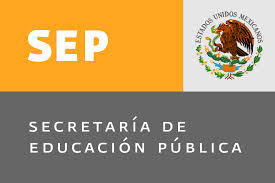 SEP
ESTADOS UNIDOS MEXICANOS
SECRETARÍA DE
EDUCACIÓN PÚBLICA